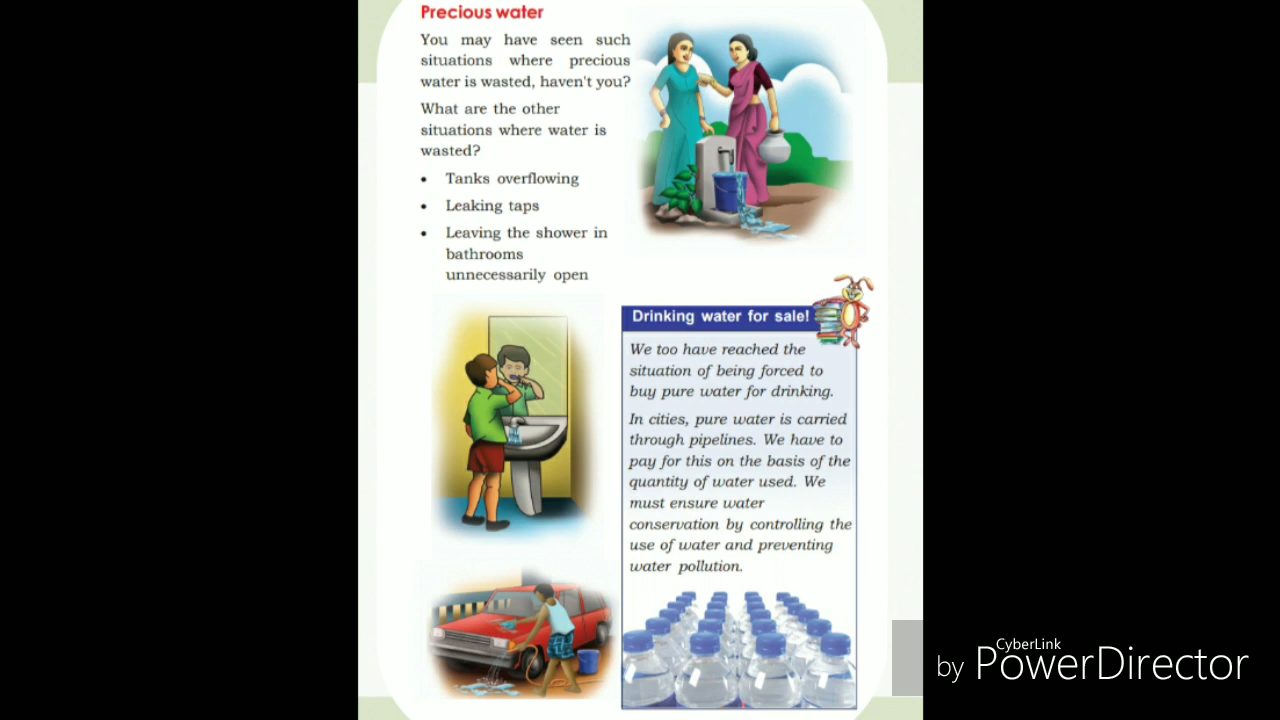 Precious water
You may have seen such
situations where precious
water is wasted, haven't you?
What are the other
situations where water is
wasted?
• Tanks overflowing
• Leaking taps
• Leaving the shower in
bathrooms
unnecessarily open
Drinking water for sale!
We too have reached the
situation of being forced to
buy pure water for drinking.
In cities, pure water is carried
through pipelines. We have to
pay for this on the basis of the
quantity of water used. We
must ensure water
conservation by controlling the
use of water and preventing
water pollution.
CyberLink
by PowerDirector